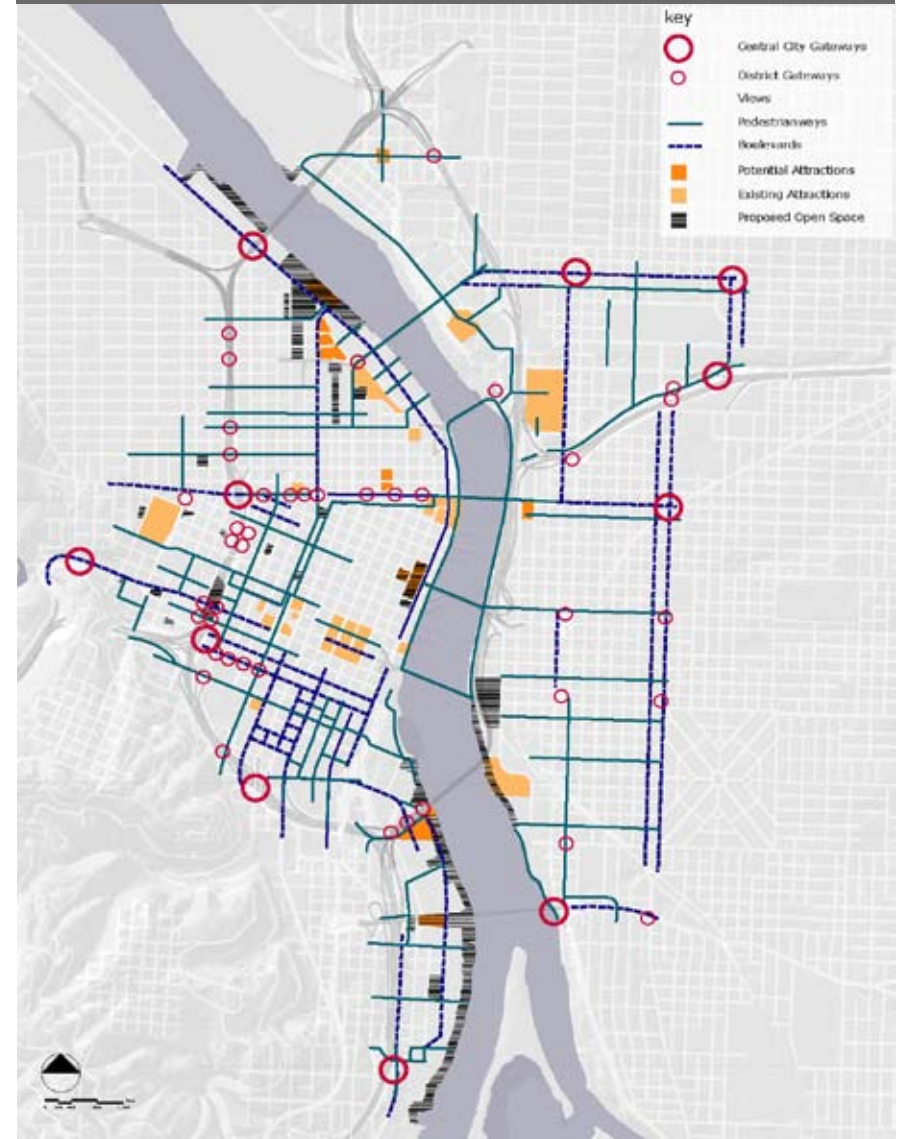 key
Central City Gateways
District Gateways
Views
Pedestrianways
Boulevards
Potential Attractions
Existing Attractions
Proposed Open Space